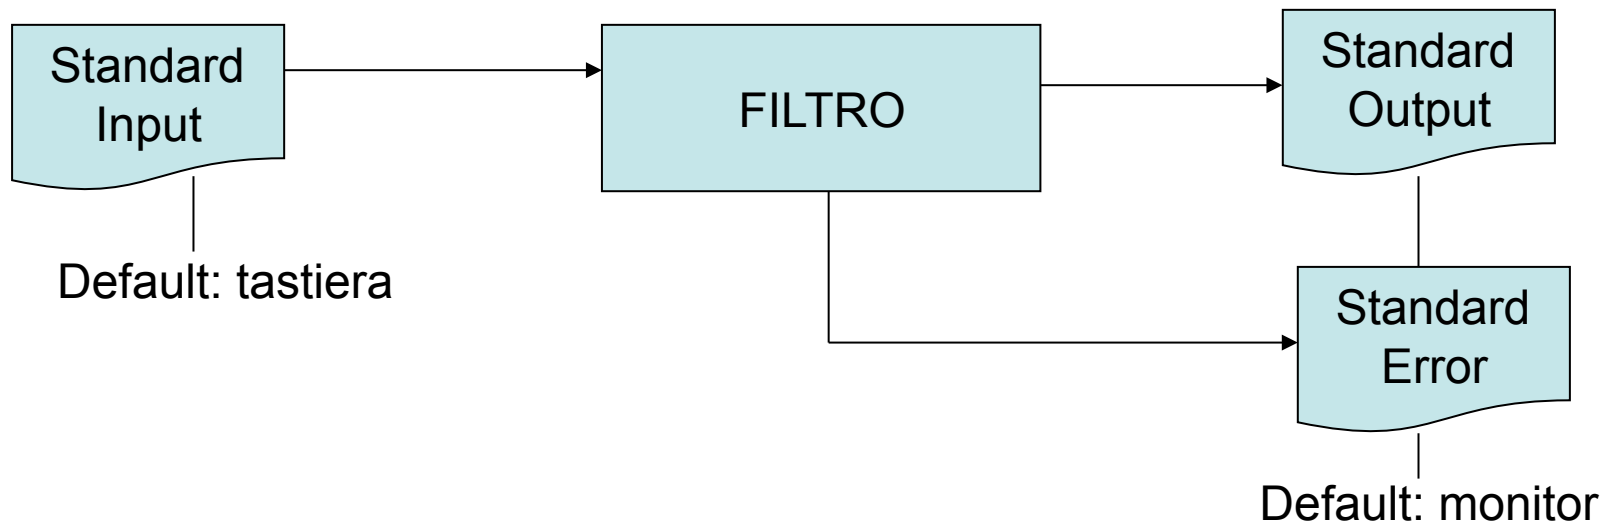 Standard
Input
FILTRO
Standard
Output
Default: tastiera
Standard
Error
Default: monitor